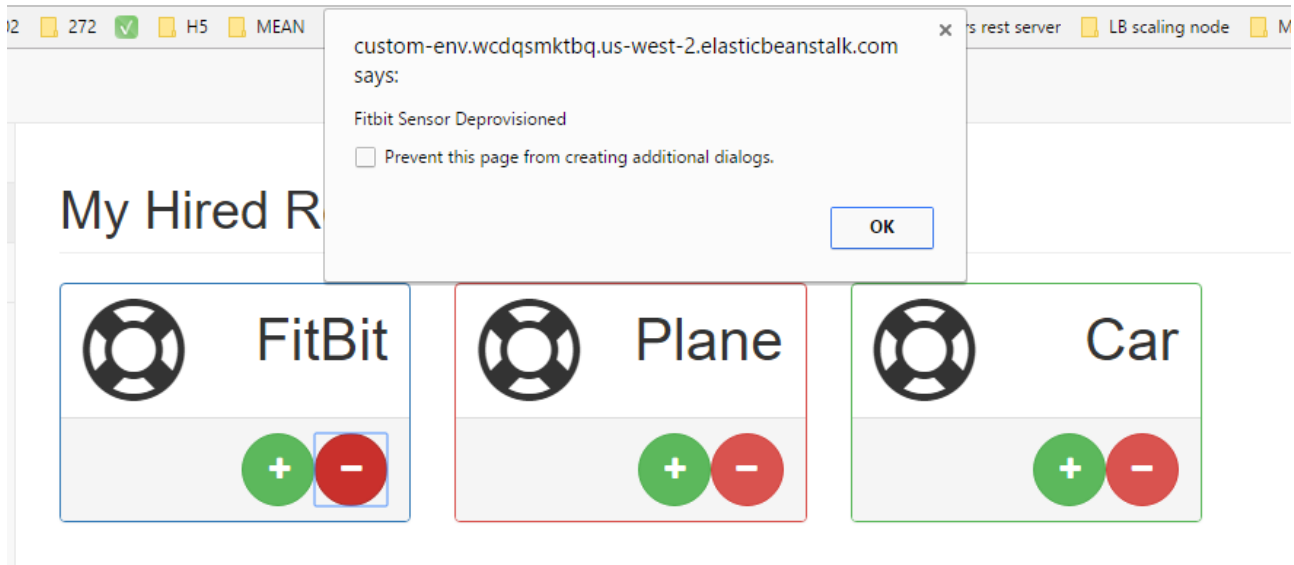 272 H5 MEAN rest server LB scaling node
custom-env.wcdqsmktbq.us-west-2.elasticbeanstalk.com
says:
Fitbit Sensor Deprovisioned
Prevent this page from creating additional dialogs.
OK
My Hired
FitBit Plane Car